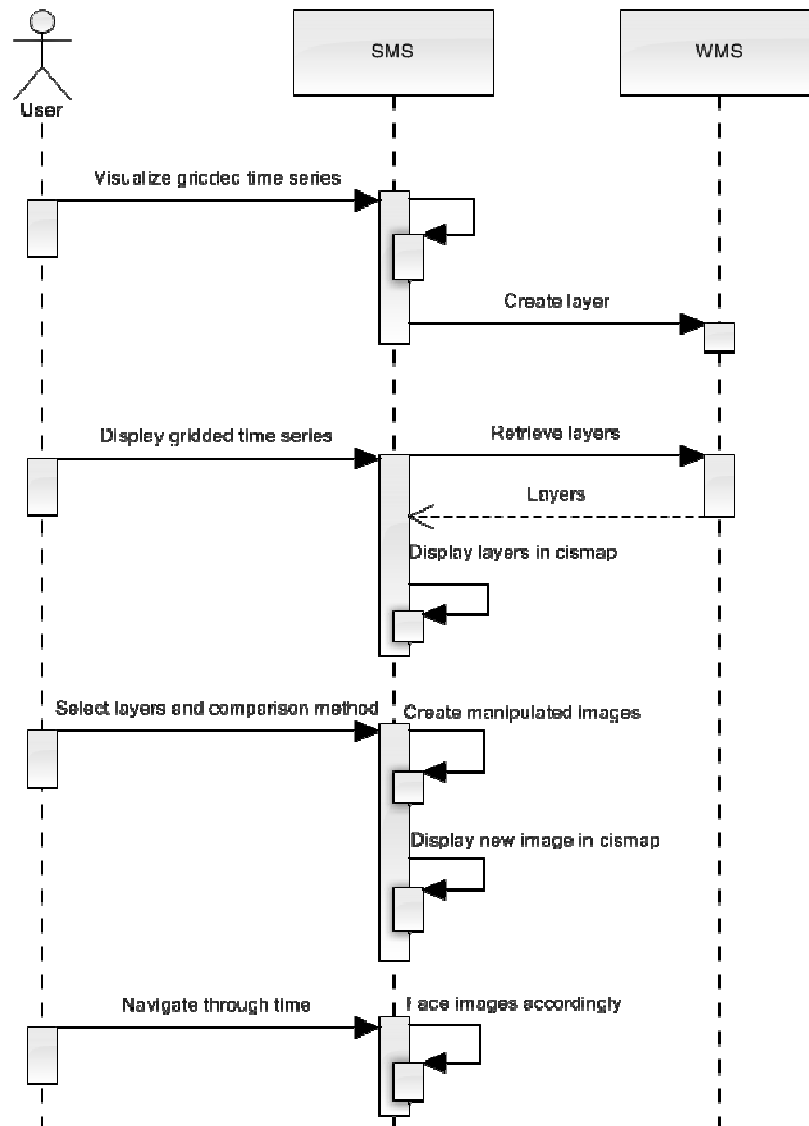 SMS
WMS
User
Visualize gridded time series
Create layer
Display gridded time series
Retrieve layers
Layers
Display layers in cismap
Select layers and comparison method
Create manipulated images
Display new image in cismap
Navigate through time
images accordingly